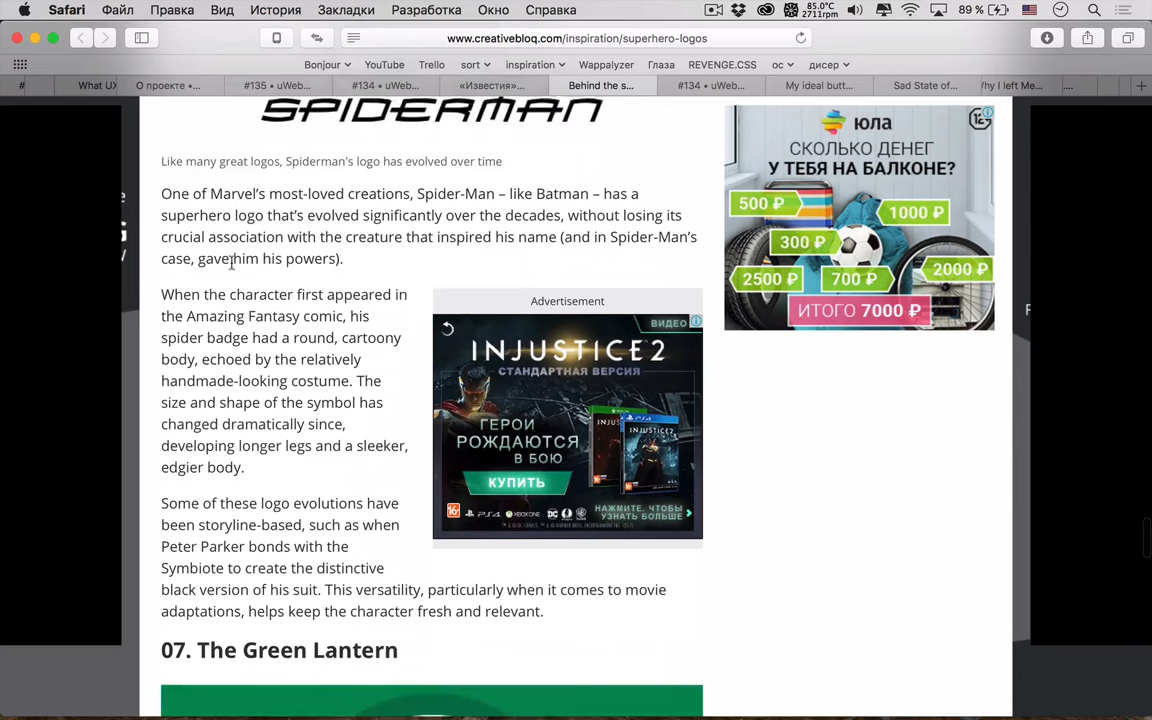 Safari Файл Правка Вид История Закладки Разработка Окно Справка 85.0°C 2711rpm 89 %
www.creativebloq.com/inspiration/superhero-logos
Bonjour YouTube Trello sort inspiration Wappalyzer Глаза REVENGE.CSS ос дисер
# What UX О проекте •... #135 • uWeb... #134 • uWeb... «Известия»... Behind the s... #134 • uWeb... My ideal butt... Sad State of... Why I left Me... ....
SPIDERMAN
Like many great logos, Spiderman's logo has evolved over time
One of Marvel’s most-loved creations, Spider-Man – like Batman – has a
superhero logo that’s evolved significantly over the decades, without losing its
crucial association with the creature that inspired his name (and in Spider-Man’s
case, gave him his powers).
When the character first appeared in
the Amazing Fantasy comic, his
spider badge had a round, cartoony
body, echoed by the relatively
handmade-looking costume. The
size and shape of the symbol has
changed dramatically since,
developing longer legs and a sleeker,
edgier body.
Some of these logo evolutions have
been storyline-based, such as when
Peter Parker bonds with the
Symbiote to create the distinctive
black version of his suit. This versatility, particularly when it comes to movie
adaptations, helps keep the character fresh and relevant.
07. The Green Lantern
Advertisement
ВИДЕО
INJUSTICE 2
СТАНДАРТНАЯ ВЕРСИЯ
ГЕРОИ
РОЖДАЮТСЯ
В БОЮ
КУПИТЬ
НАЖМИТЕ, ЧТОБЫ
УЗНАТЬ БОЛЬШЕ
16+ PS4 XBOX ONE DC
юла
12+
СКОЛЬКО ДЕНЕГ
У ТЕБЯ НА БАЛКОНЕ?
500 ₽
1000 ₽
300 ₽
2500 ₽ 700 ₽ 2000 ₽
ИТОГО 7000 ₽